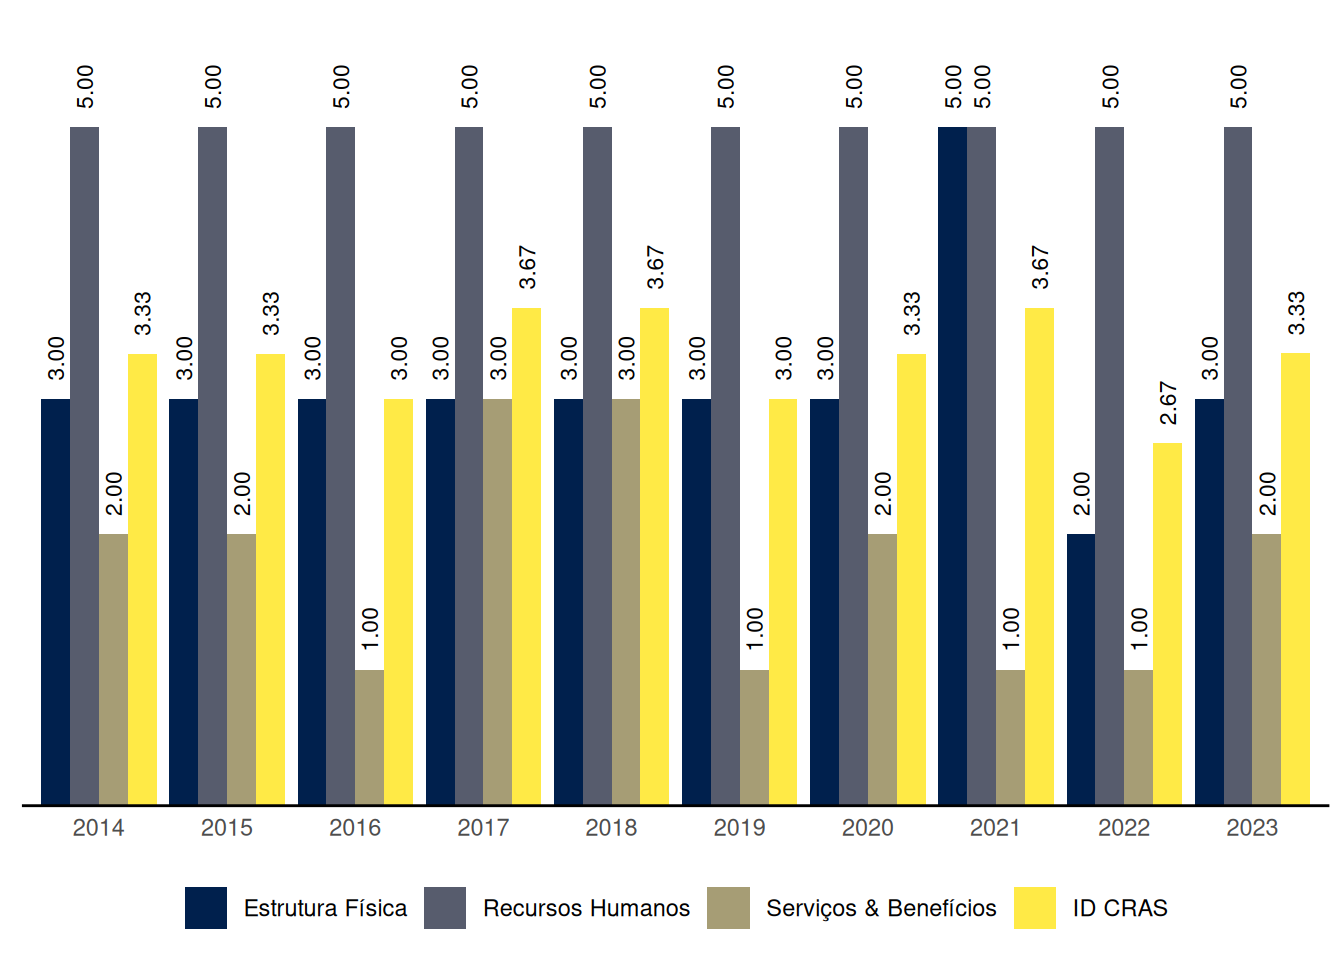 5.00 5.00 5.00 5.00 5.00 5.00 5.00 5.00 5.00 5.00 5.00
3.67 3.67 3.67
3.33 3.33 3.33 3.33
3.00 3.00 3.00 3.00 3.00 3.00 3.00 3.00 3.00 3.00 3.00 3.00
2.67
2.00 2.00 2.00 2.00 2.00
1.00 1.00 1.00 1.00
2014 2015 2016 2017 2018 2019 2020 2021 2022 2023
Estrutura Física Recursos Humanos Serviços & Benefícios ID CRAS